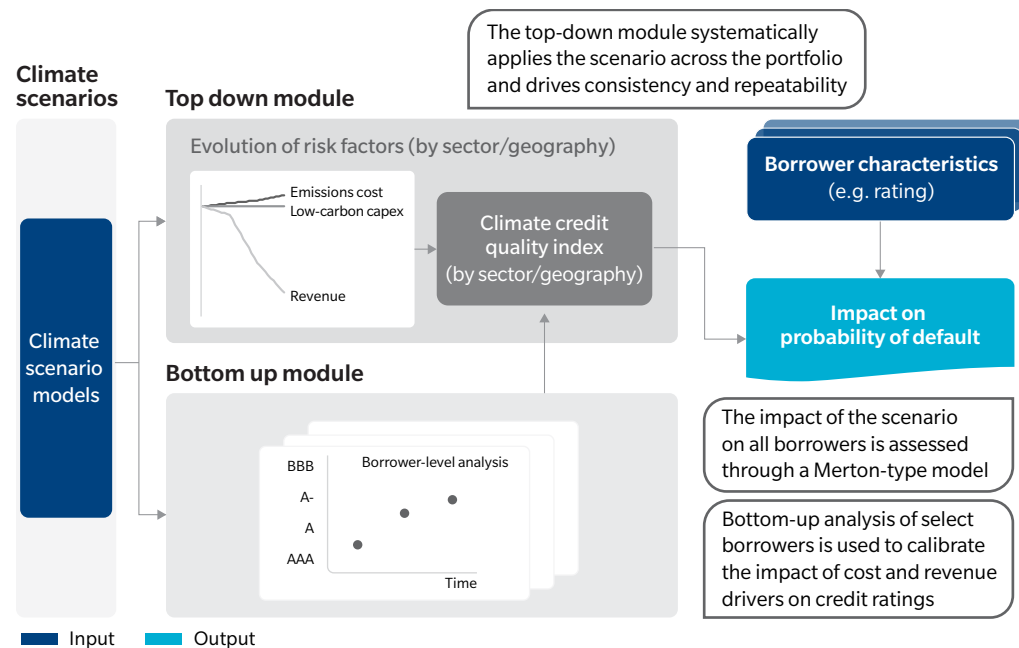 The top-down module systematically
applies the scenario across the portfolio
and drives consistency and repeatability
Climate
scenarios
Top down module
Evolution of risk factors (by sector/geography)
Emissions cost
Low-carbon capex
Revenue
Climate credit
quality index
(by sector/geography)
Borrower characteristics
(e.g. rating)
Impact on
probability of default
Climate
scenario
models
Bottom up module
Borrower-level analysis
BBB
A-
A
AAA
Time
The impact of the scenario
on all borrowers is assessed
through a Merton-type model
Bottom-up analysis of select
borrowers is used to calibrate
the impact of cost and revenue
drivers on credit ratings
Input
Output